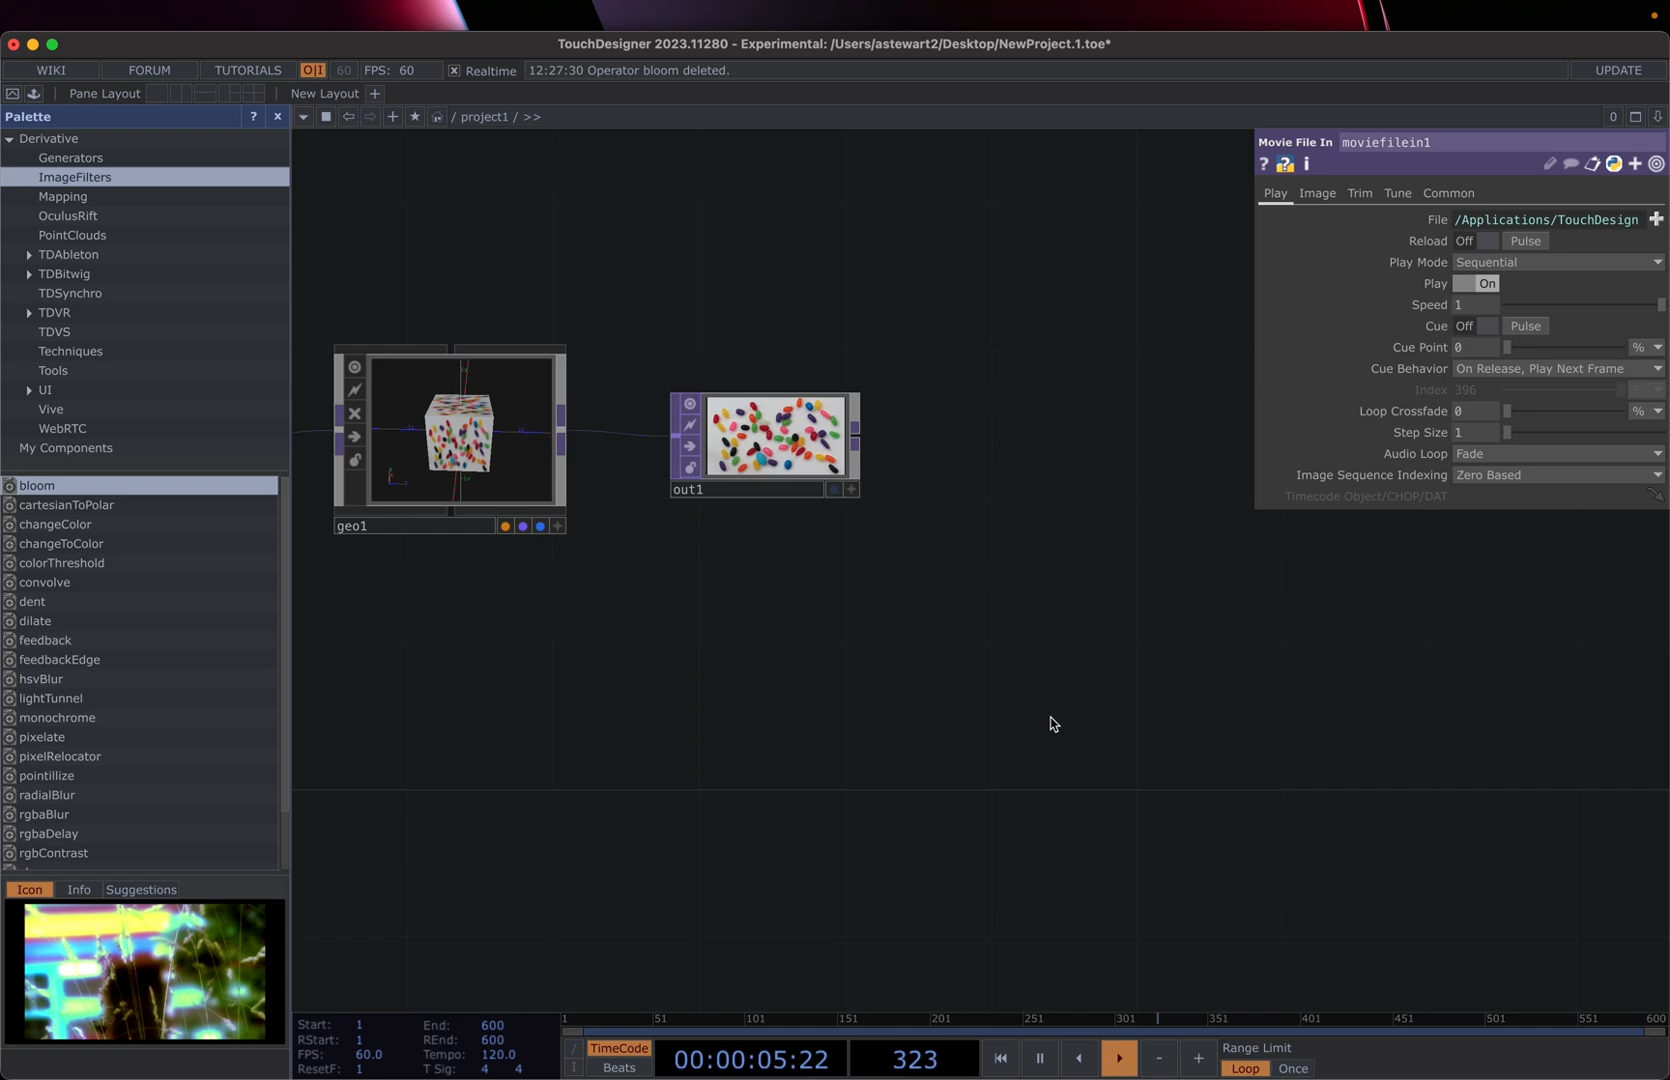 TouchDesigner 2023.11280 - Experimental: /Users/astewart2/Desktop/NewProject.1.toe*
WIKI FORUM TUTORIALS O|I 60 FPS: 60 Realtime 12:27:30 Operator bloom deleted. UPDATE
Pane Layout New Layout +
Palette ? x / project1 / >> 0
Derivative
Generators
ImageFilters
Mapping
OculusRift
PointClouds
TDAbleton
TDBitwig
TDSynchro
TDVR
TDVS
Techniques
Tools
UI
Vive
WebRTC
My Components
bloom
cartesianToPolar
changeColor
changeToColor
colorThreshold
convolve
dent
dilate
feedback
feedbackEdge
hsvBlur
lightTunnel
monochrome
pixelate
pixelRelocator
pointillize
radialBlur
rgbaBlur
rgbaDelay
rgbContrast
Icon Info Suggestions
geo1
out1
Movie File In moviefilein1
? ? i
Play Image Trim Tune Common
File /Applications/TouchDesign
Reload Off Pulse
Play Mode Sequential
Play On
Speed 1
Cue Off Pulse
Cue Point 0 %
Cue Behavior On Release, Play Next Frame
Index 396
Loop Crossfade 0 %
Step Size 1
Audio Loop Fade
Image Sequence Indexing Zero Based
Timecode Object/CHOP/DAT
Start: 1 End: 600
RStart: 1 REnd: 600
FPS: 60.0 Tempo: 120.0
ResetF: 1 T Sig: 4 4
1 51 101 151 201 251 301 351 401 451 501 551 600
TimeCode
Beats
00:00:05:22 323
- +
Range Limit
Loop Once